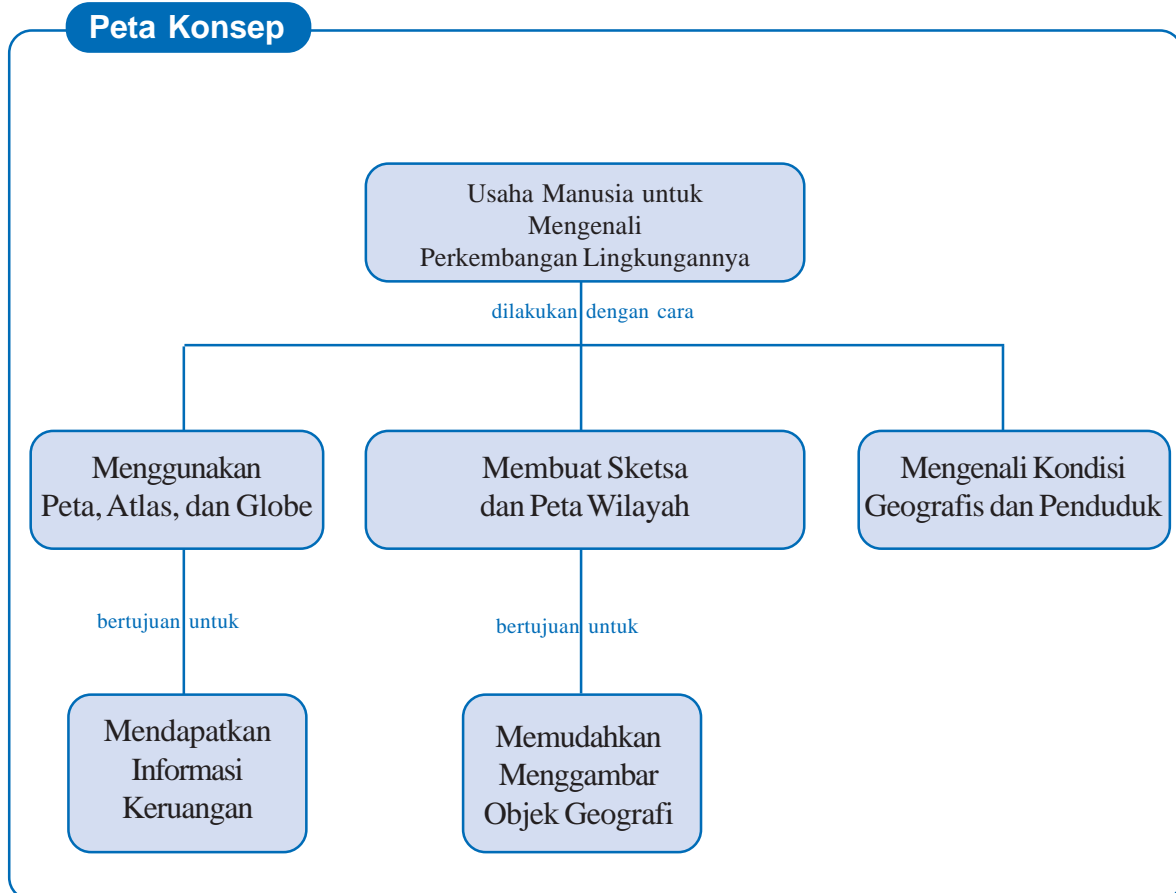 Peta Konsep
Usaha Manusia untuk
Mengenali
Perkembangan Lingkungannya
dilakukan dengan cara
Menggunakan
Peta, Atlas, dan Globe
Membuat Sketsa
dan Peta Wilayah
Mengenali Kondisi
Geografis dan Penduduk
bertujuan untuk
bertujuan untuk
Mendapatkan
Informasi
Keruangan
Memudahkan
Menggambar
Objek Geografi